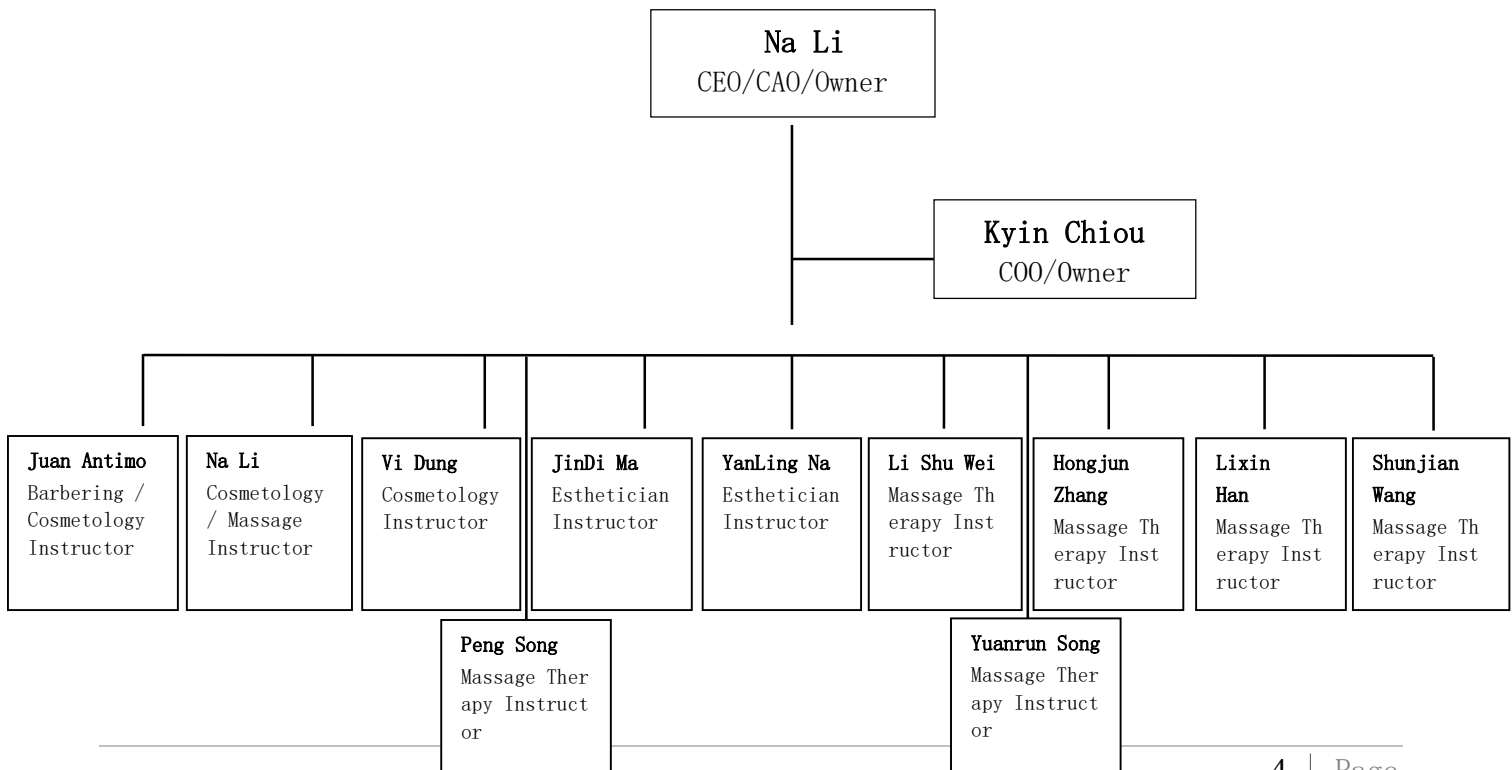 Na Li
CEO/CAO/Owner
Kyin Chiou
COO/Owner
Juan Antimo
Barbering /
Cosmetology
Instructor
Na Li
Cosmetology
/ Massage
Instructor
Vi Dung
Cosmetology
Instructor
JinDi Ma
Esthetician
Instructor
YanLing Na
Esthetician
Instructor
Li Shu Wei
Massage Th
erapy Inst
ructor
Hongjun
Zhang
Massage Th
erapy Inst
ructor
Lixin
Han
Massage Th
erapy Inst
ructor
Shunjian
Wang
Massage Th
erapy Inst
ructor
Peng Song
Massage Ther
apy Instruct
or
Yuanrun Song
Massage Ther
apy Instruct
or
4 | Page